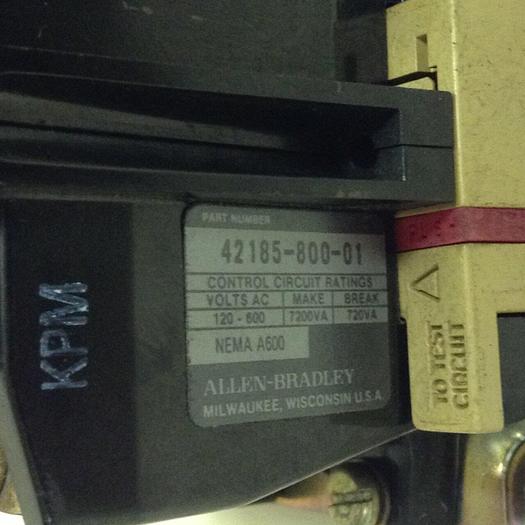 PART NUMBER
42185-800-01
CONTROL CIRCUIT RATINGS
VOLTS AC MAKE BREAK
120 - 600 7200VA 720VA
NEMA A600
ALLEN-BRADLEY
MILWAUKEE, WISCONSIN U.S.A.
KPM
TO TEST
CIRCUIT